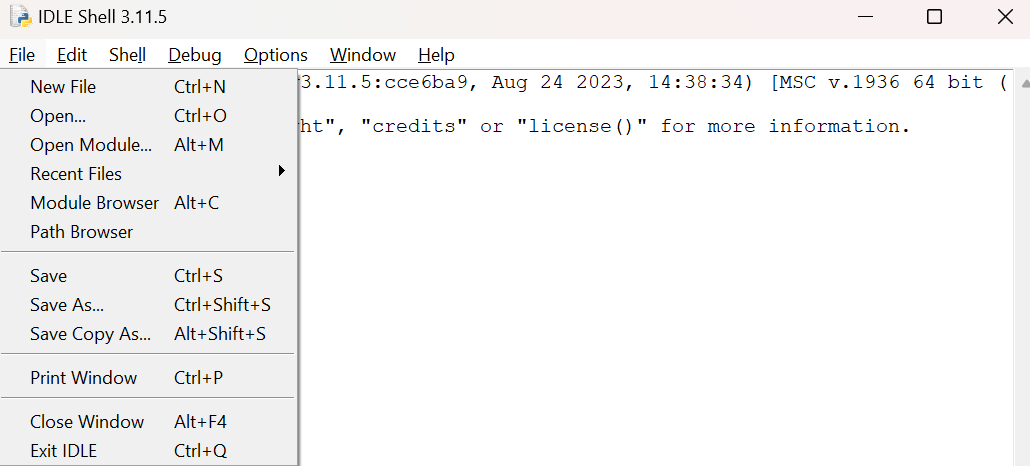 IDLE Shell 3.11.5
File Edit Shell Debug Options Window Help
3.11.5:cce6ba9, Aug 24 2023, 14:38:34) [MSC v.1936 64 bit (
ht", "credits" or "license()" for more information.
New File Ctrl+N
Open... Ctrl+O
Open Module... Alt+M
Recent Files
Module Browser Alt+C
Path Browser
Save Ctrl+S
Save As... Ctrl+Shift+S
Save Copy As... Alt+Shift+S
Print Window Ctrl+P
Close Window Alt+F4
Exit IDLE Ctrl+Q